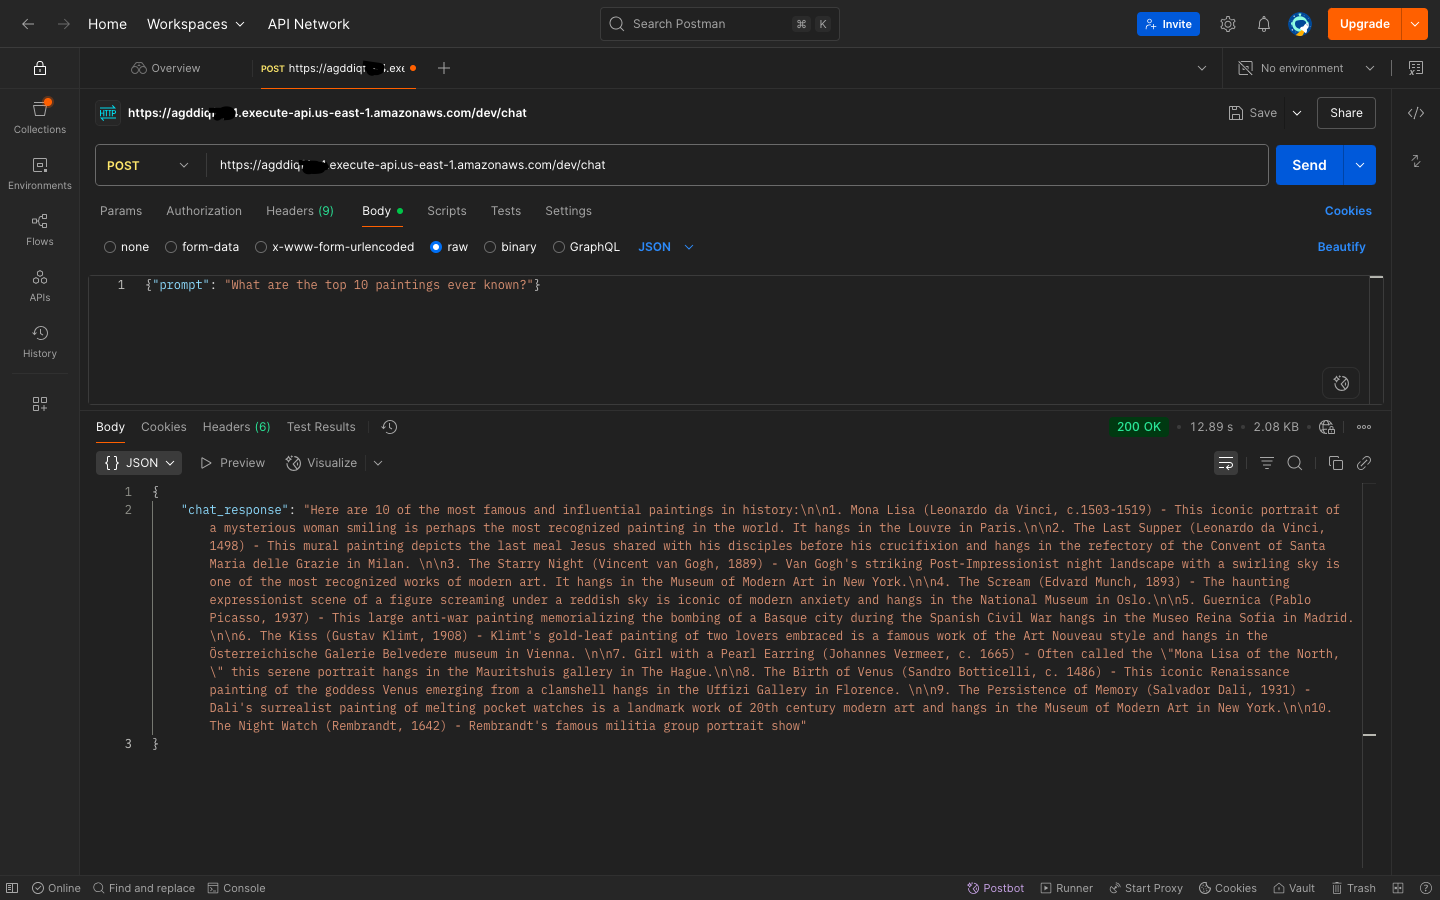 Home Workspaces API Network Search Postman ⌘ K Invite Upgrade
Overview POST https://agddiq .exe No environment
HTTP https://agddiq .execute-api.us-east-1.amazonaws.com/dev/chat Save Share
POST https://agddiq .execute-api.us-east-1.amazonaws.com/dev/chat Send
Params Authorization Headers (9) Body Scripts Tests Settings Cookies
none form-data x-www-form-urlencoded raw binary GraphQL JSON Beautify
1 {"prompt": "What are the top 10 paintings ever known?"}
Collections
Environments
Flows
APIs
History
Body Cookies Headers (6) Test Results 200 OK 12.89 s 2.08 KB
{} JSON Preview Visualize
1 {
2 "chat_response": "Here are 10 of the most famous and influential paintings in history:\n\n1. Mona Lisa (Leonardo da Vinci, c.1503-1519) - This iconic portrait of
a mysterious woman smiling is perhaps the most recognized painting in the world. It hangs in the Louvre in Paris.\n\n2. The Last Supper (Leonardo da Vinci,
1498) - This mural painting depicts the last meal Jesus shared with his disciples before his crucifixion and hangs in the refectory of the Convent of Santa
Maria delle Grazie in Milan. \n\n3. The Starry Night (Vincent van Gogh, 1889) - Van Gogh's striking Post-Impressionist night landscape with a swirling sky is
one of the most recognized works of modern art. It hangs in the Museum of Modern Art in New York.\n\n4. The Scream (Edvard Munch, 1893) - The haunting
expressionist scene of a figure screaming under a reddish sky is iconic of modern anxiety and hangs in the National Museum in Oslo.\n\n5. Guernica (Pablo
Picasso, 1937) - This large anti-war painting memorializing the bombing of a Basque city during the Spanish Civil War hangs in the Museo Reina Sofia in Madrid.
\n\n6. The Kiss (Gustav Klimt, 1908) - Klimt's gold-leaf painting of two lovers embraced is a famous work of the Art Nouveau style and hangs in the
Österreichische Galerie Belvedere museum in Vienna. \n\n7. Girl with a Pearl Earring (Johannes Vermeer, c. 1665) - Often called the \"Mona Lisa of the North,
\" this serene portrait hangs in the Mauritshuis gallery in The Hague.\n\n8. The Birth of Venus (Sandro Botticelli, c. 1486) - This iconic Renaissance
painting of the goddess Venus emerging from a clamshell hangs in the Uffizi Gallery in Florence. \n\n9. The Persistence of Memory (Salvador Dali, 1931) -
Dali's surrealist painting of melting pocket watches is a landmark work of 20th century modern art and hangs in the Museum of Modern Art in New York.\n\n10.
The Night Watch (Rembrandt, 1642) - Rembrandt's famous militia group portrait show"
3 }
Online Find and replace Console Postbot Runner Start Proxy Cookies Vault Trash